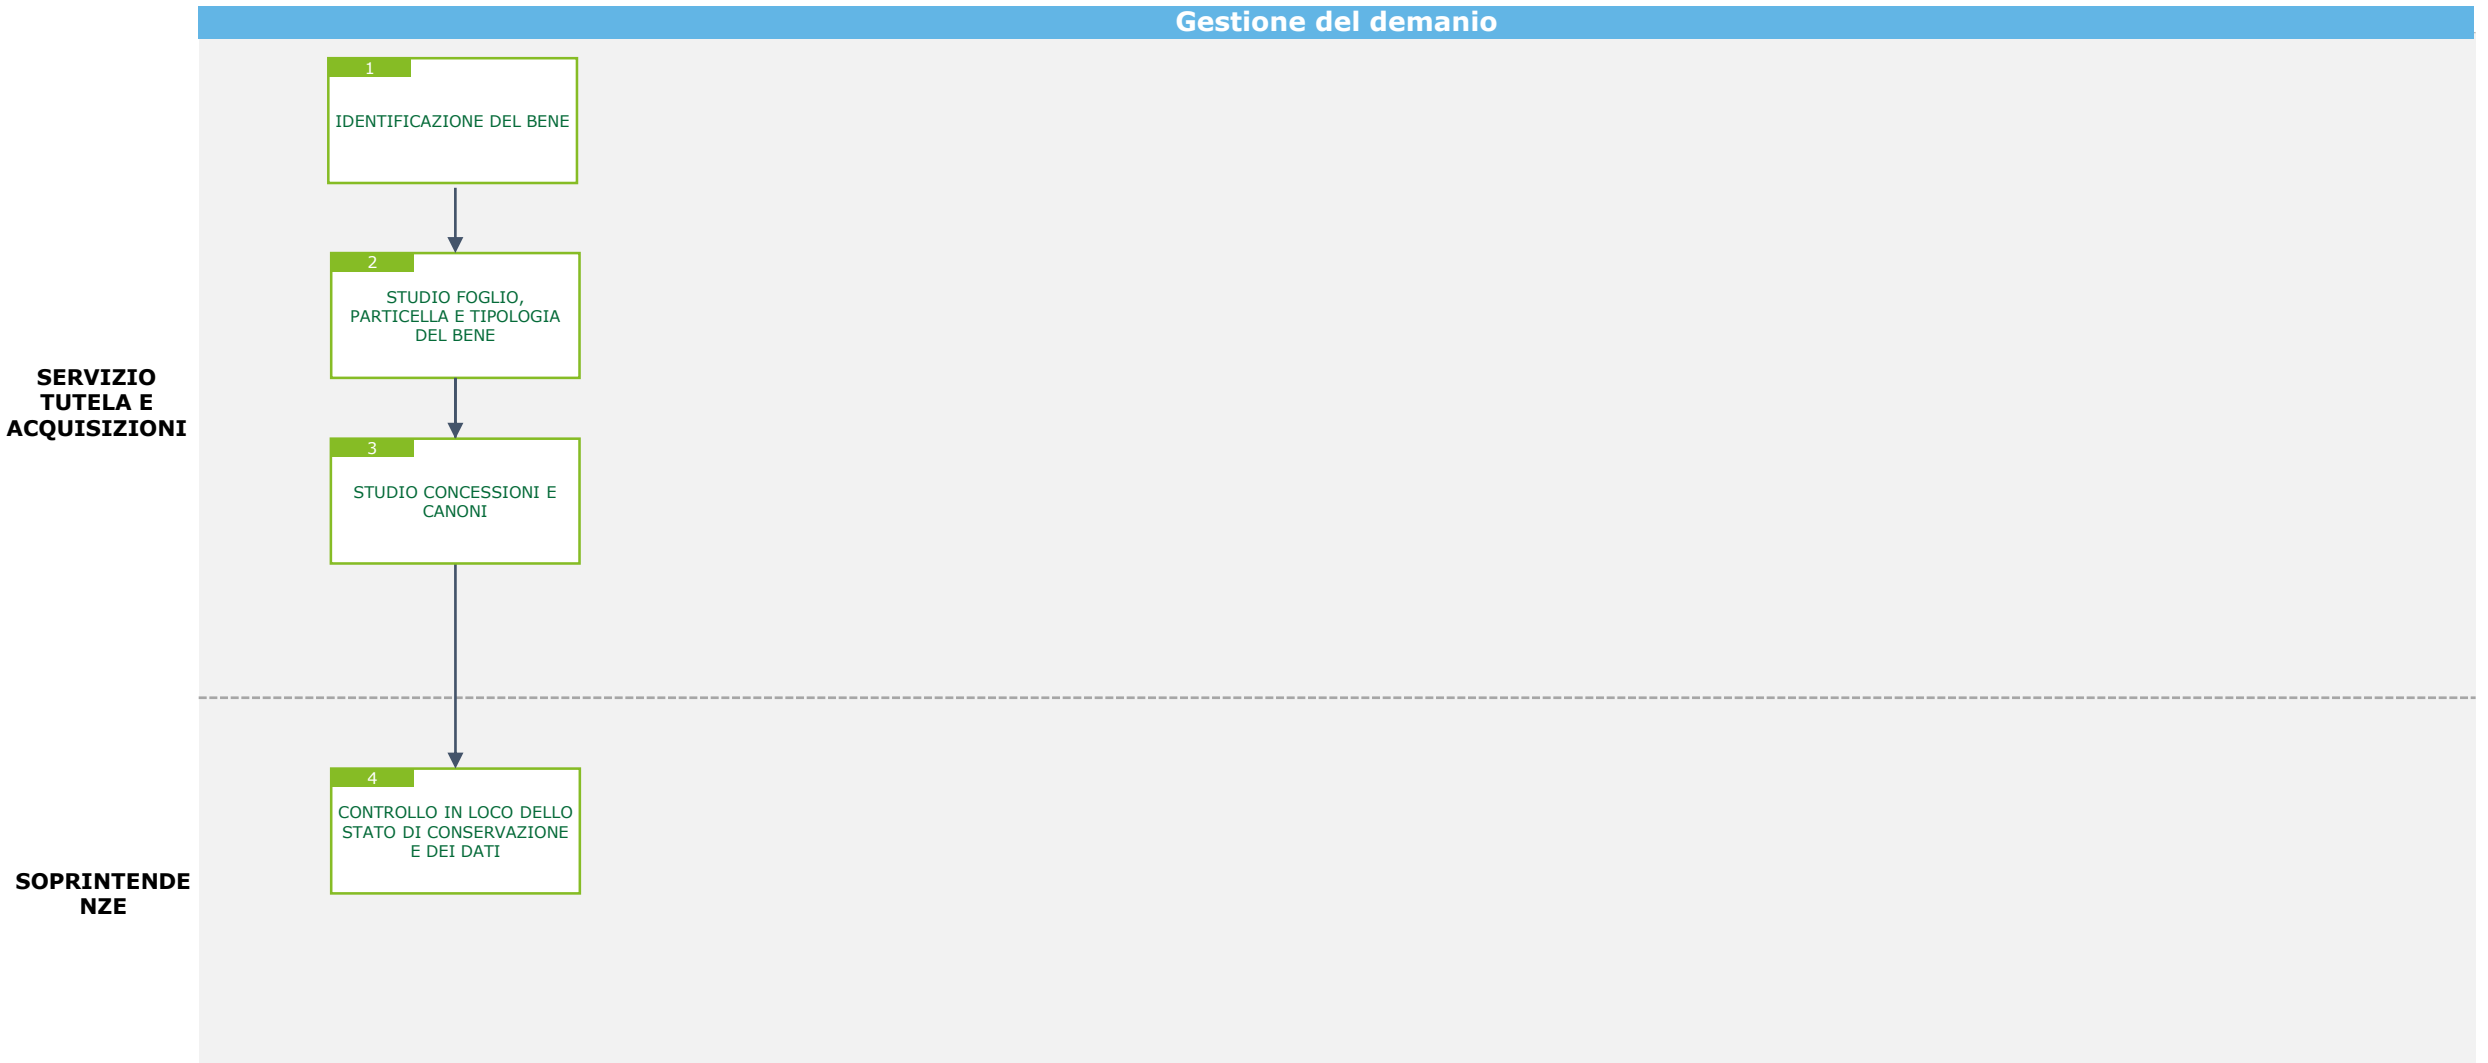 Gestione del demanio
1
IDENTIFICAZIONE DEL BENE
2
STUDIO FOGLIO,
PARTICELLA E TIPOLOGIA
DEL BENE
SERVIZIO
TUTELA E
ACQUISIZIONI
3
STUDIO CONCESSIONI E
CANONI
4
CONTROLLO IN LOCO DELLO
STATO DI CONSERVAZIONE
E DEI DATI
SOPRINTENDE
NZE